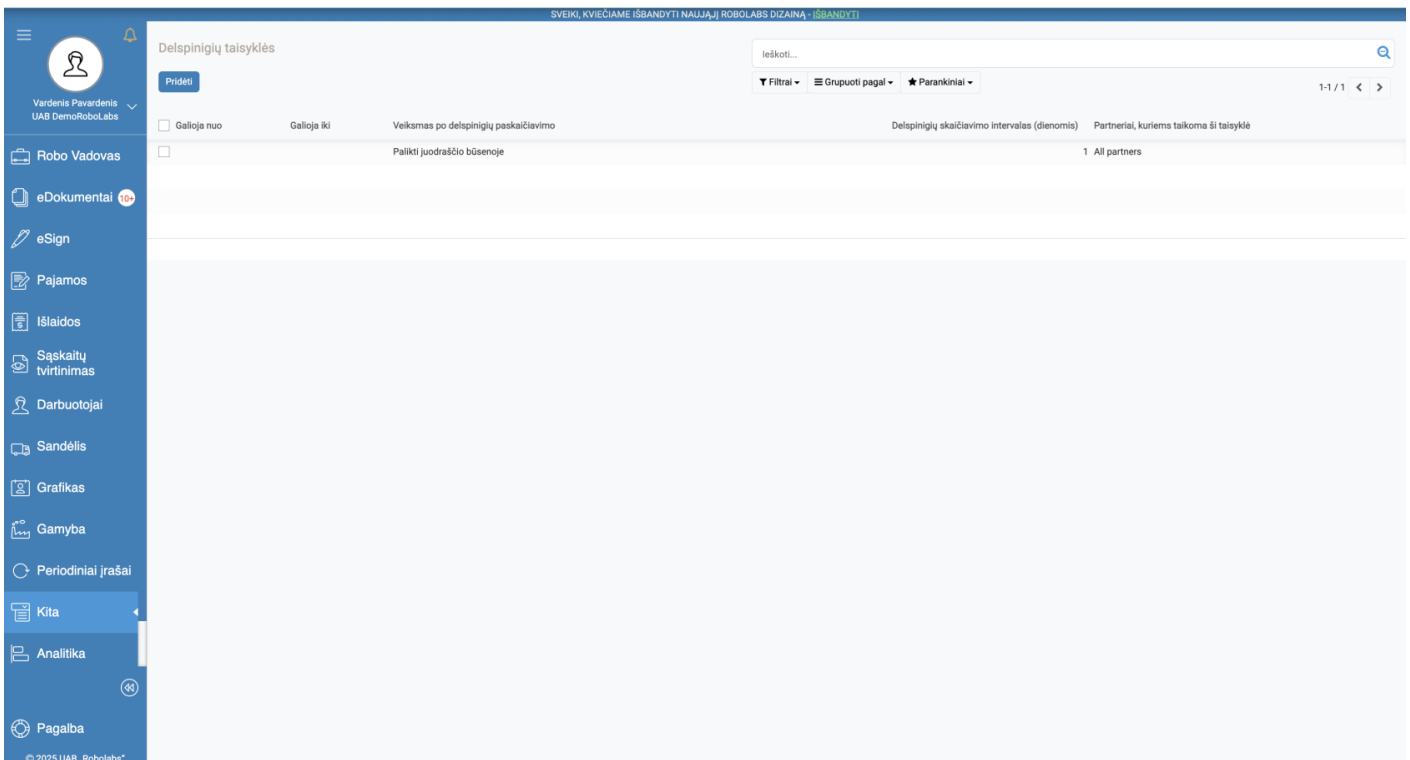 SVEIKI, KVIEČIAME IŠBANDYTI NAUJĄJĮ ROBOLABS DIZAINĄ - IŠBANDYTI
Vardenis Pavardenis
UAB DemoRoboLabs
Robo Vadovas
eDokumentai 10+
eSign
Pajamos
Išlaidos
Sąskaitų
tvirtinimas
Darbuotojai
Sandėlis
Grafikas
Gamyba
Periodiniai įrašai
Kita
Analitika
Pagalba
© 2025 UAB „Robolabs"
Delspinigių taisyklės
Ieškoti...
Pridėti
Filtrai Grupuoti pagal Parankiniai
1-1 / 1
Galioja nuo Galioja iki Veiksmas po delspinigių paskaičiavimo Delspinigių skaičiavimo intervalas (dienomis) Partneriai, kuriems taikoma ši taisyklė
Palikti juodraščio būsenoje 1 All partners